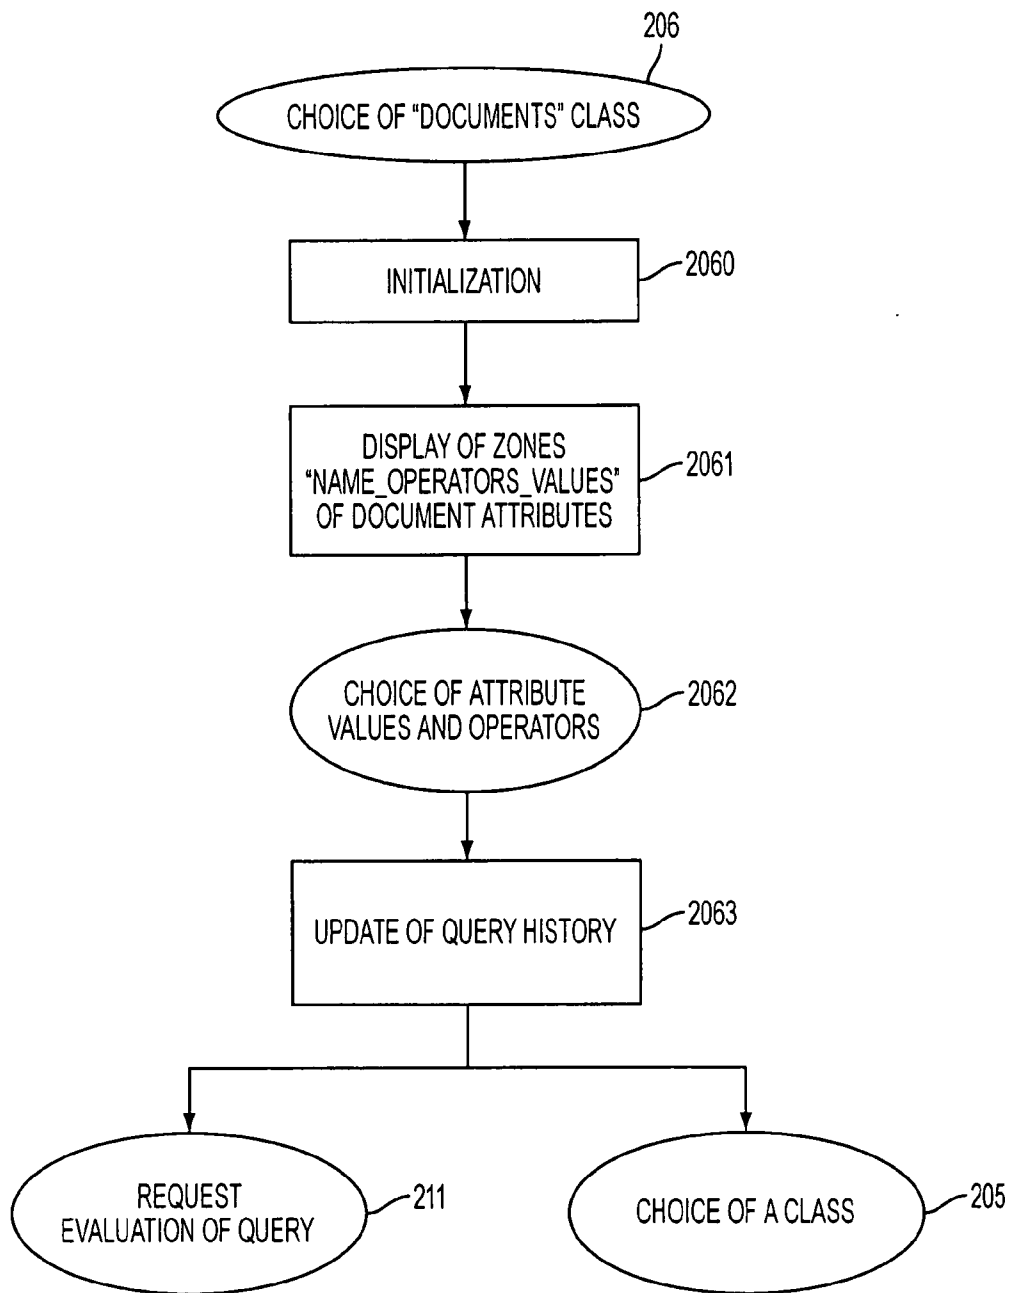 206
CHOICE OF "DOCUMENTS" CLASS
INITIALIZATION
2060
DISPLAY OF ZONES
"NAME_OPERATORS_VALUES"
OF DOCUMENT ATTRIBUTES
2061
CHOICE OF ATTRIBUTE
VALUES AND OPERATORS
2062
UPDATE OF QUERY HISTORY
2063
REQUEST
EVALUATION OF QUERY
211
CHOICE OF A CLASS
205